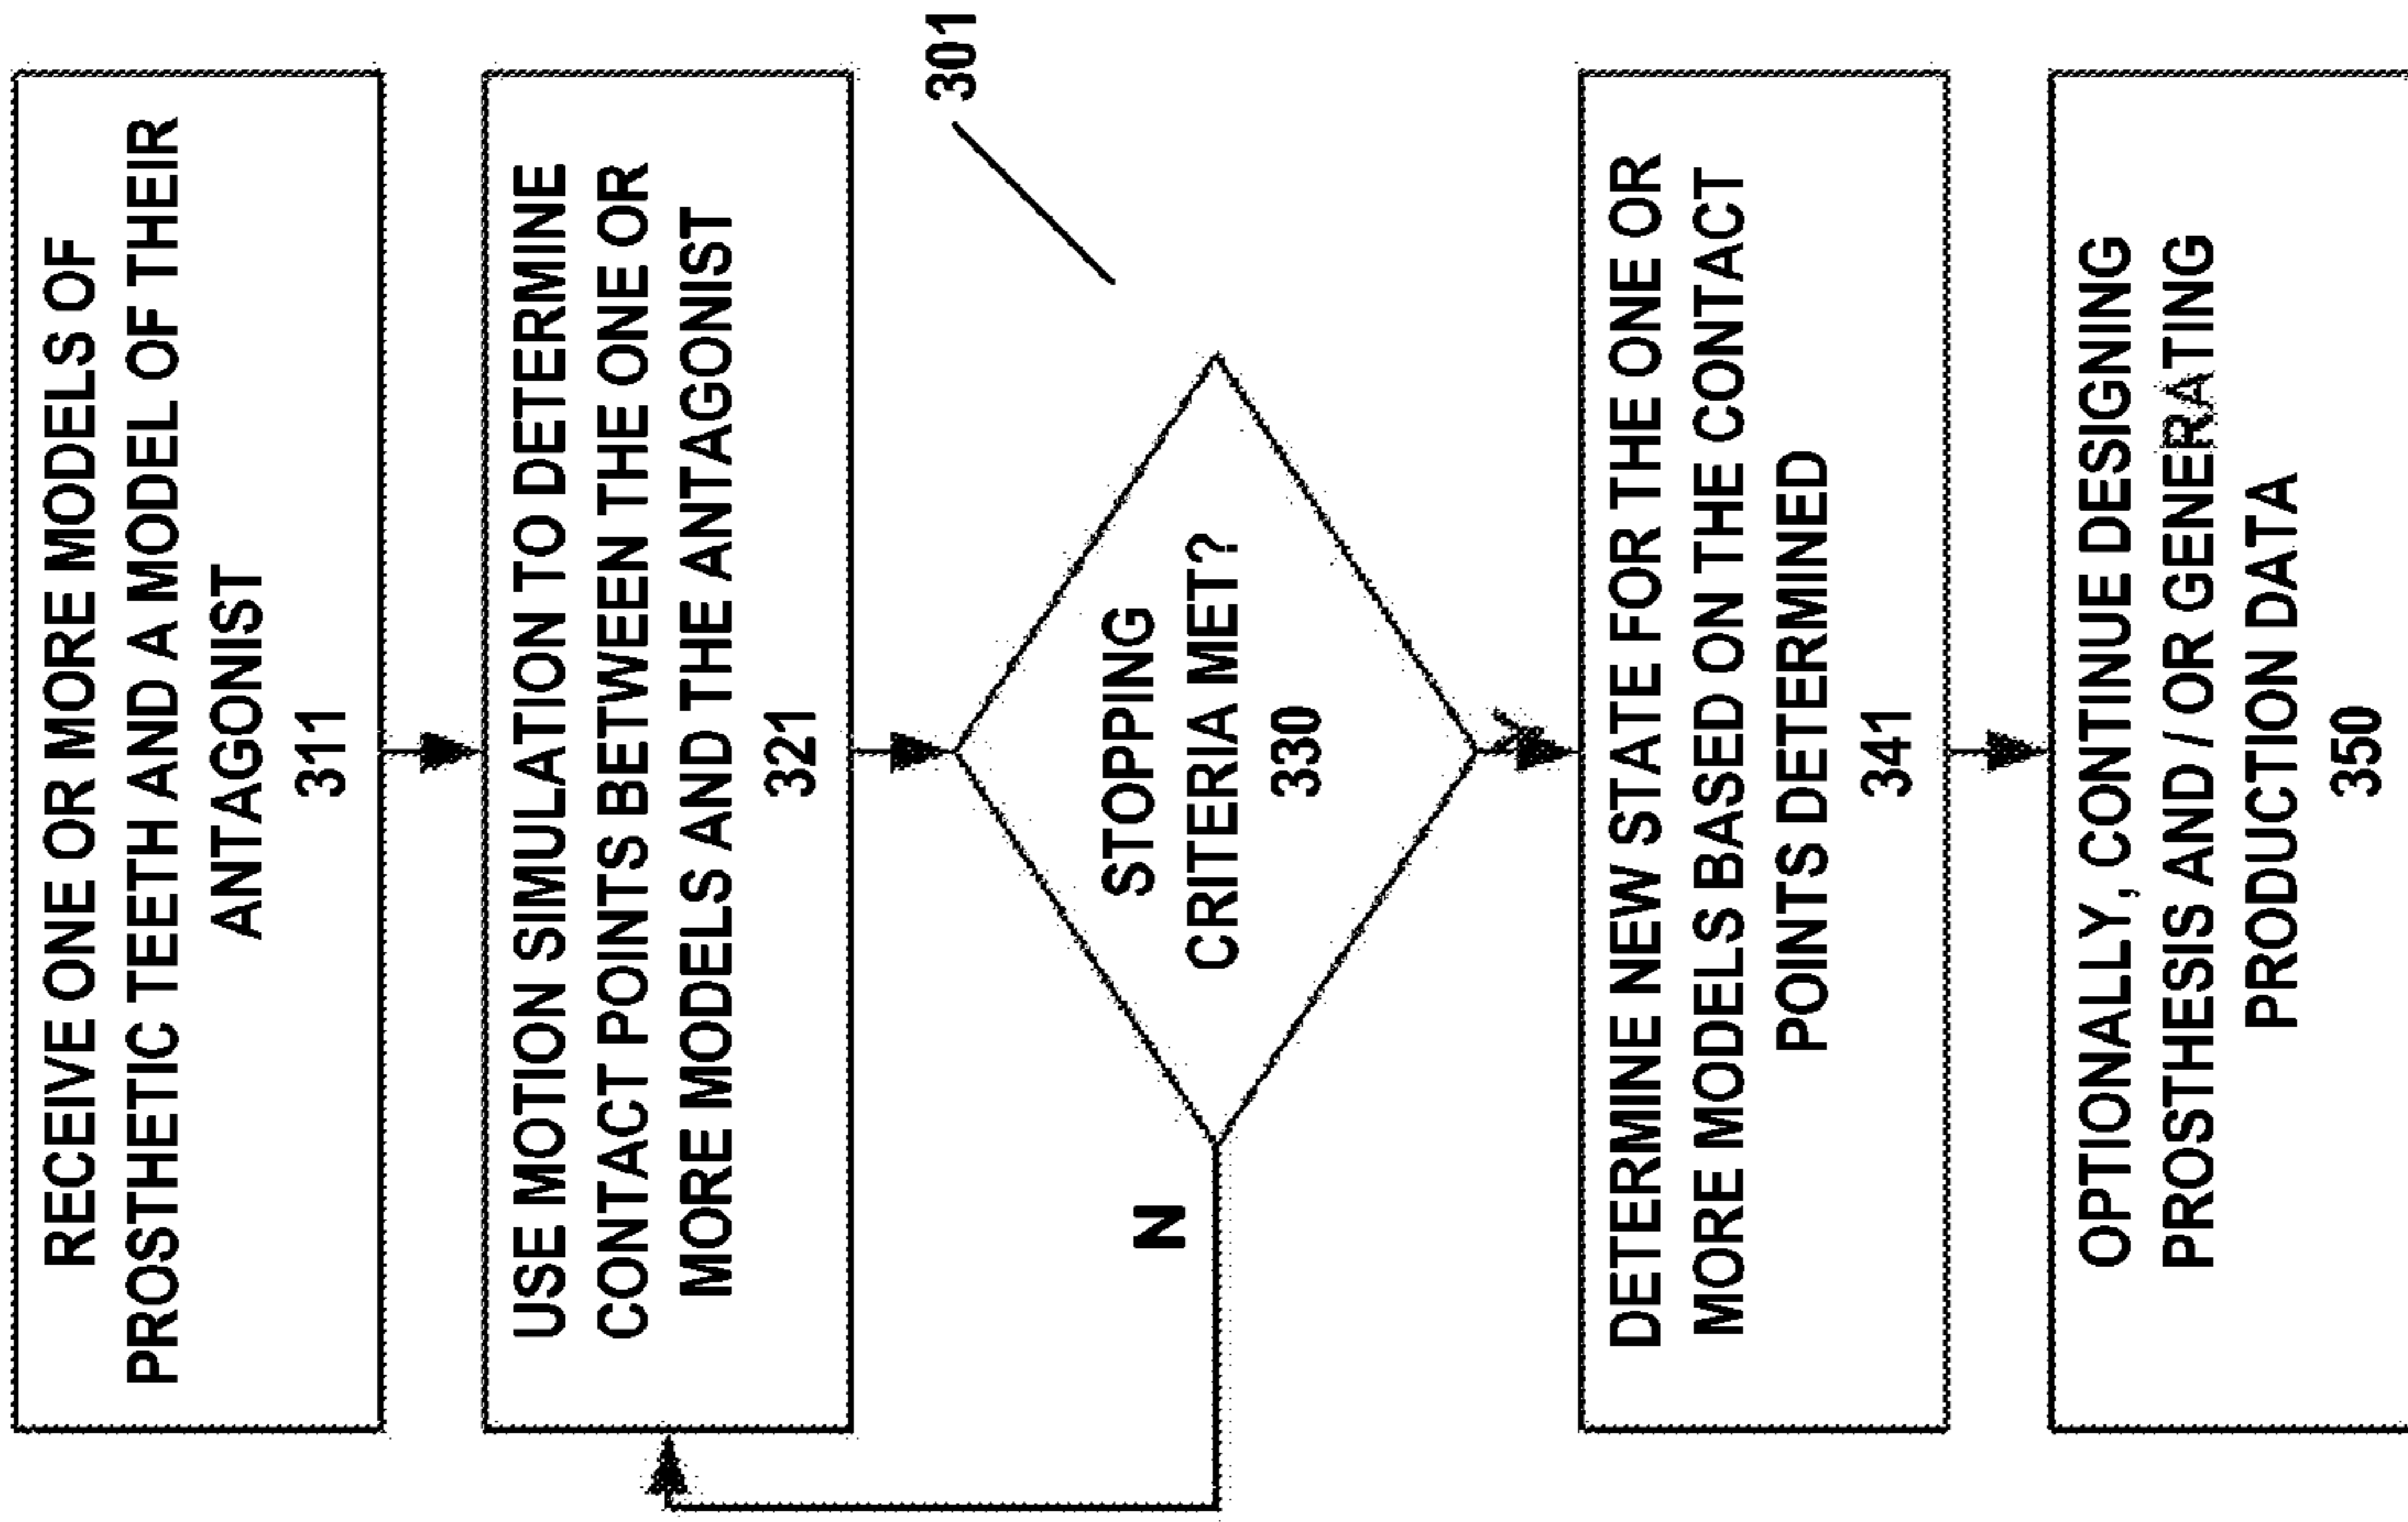 RECEIVE ONE OR MORE MODELS OF
PROSTHETIC TEETH AND A MODEL OF THEIR
ANTAGONIST
311
USE MOTION SIMULATION TO DETERMINE
CONTACT POINTS BETWEEN THE ONE OR
MORE MODELS AND THE ANTAGONIST
321
301
STOPPING
CRITERIA MET?
330
N
DETERMINE NEW STATE FOR THE ONE OR
MORE MODELS BASED ON THE CONTACT
POINTS DETERMINED
341
OPTIONALLY, CONTINUE DESIGNING
PROSTHESIS AND / OR GENERATING
PRODUCTION DATA
350